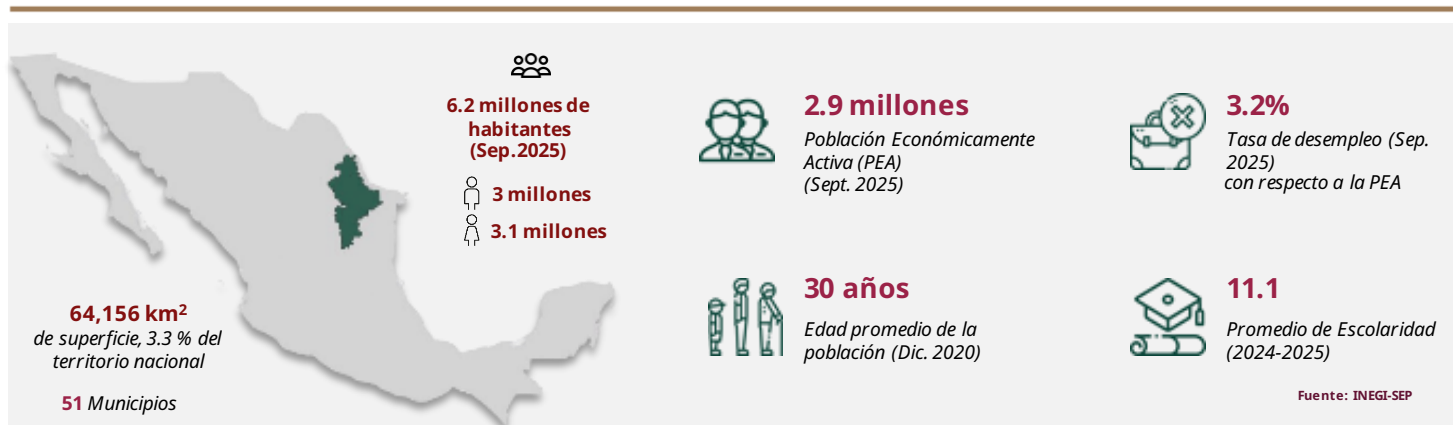 6.2 millones de
habitantes
(Sep.2025)
3 millones
3.1 millones
64,156 km²
de superficie, 3.3 % del
territorio nacional
51 Municipios
2.9 millones
Población Económicamente
Activa (PEA)
(Sept. 2025)
3.2%
Tasa de desempleo (Sep.
2025)
con respecto a la PEA
30 años
Edad promedio de la
población (Dic. 2020)
11.1
Promedio de Escolaridad
(2024-2025)
Fuente: INEGI-SEP